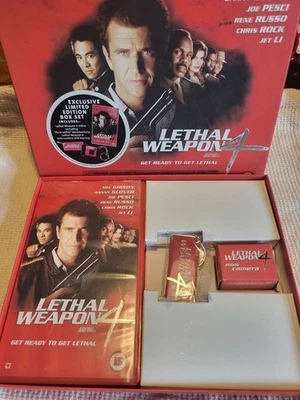 JOE PESCI
RENE RUSSO
CHRIS ROCK
JET LI
EXCLUSIVE
LIMITED
EDITION
BOX SET
INCLUDES:-
LETHAL
WEAPON 4
GET READY TO GET LETHAL
MEL GIBSON
DANNY GLOVER
JOE PESCI
RENE RUSSO
CHRIS ROCK
JET LI
LETHAL
WEAPON 4
GET READY TO GET LETHAL
15
LETHAL
WEAPON 4
mini
camera